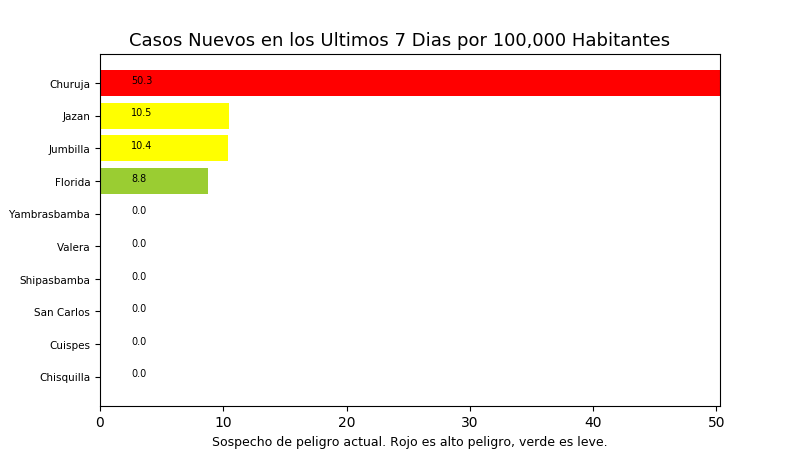 Casos Nuevos en los Ultimos 7 Dias por 100,000 Habitantes
Churuja 50.3
Jazan 10.5
Jumbilla 10.4
Florida 8.8
Yambrasbamba 0.0
Valera 0.0
Shipasbamba 0.0
San Carlos 0.0
Cuispes 0.0
Chisquilla 0.0
0 10 20 30 40 50
Sospecho de peligro actual. Rojo es alto peligro, verde es leve.